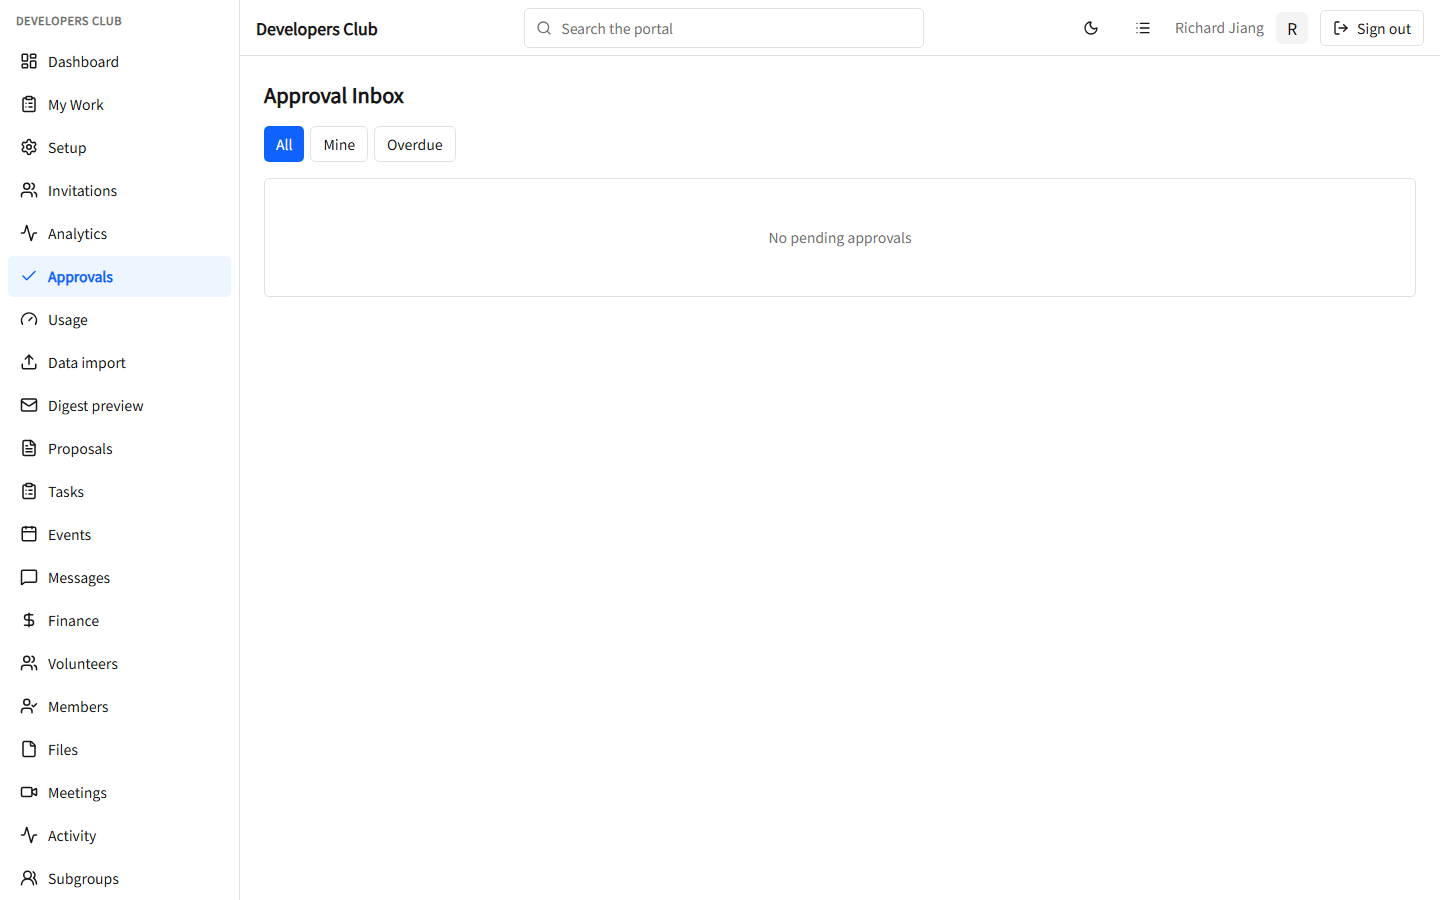 DEVELOPERS CLUB
Dashboard
My Work
Setup
Invitations
Analytics
Approvals
Usage
Data import
Digest preview
Proposals
Tasks
Events
Messages
Finance
Volunteers
Members
Files
Meetings
Activity
Subgroups
Developers Club
Search the portal
Richard Jiang
R
Sign out
Approval Inbox
All
Mine
Overdue
No pending approvals